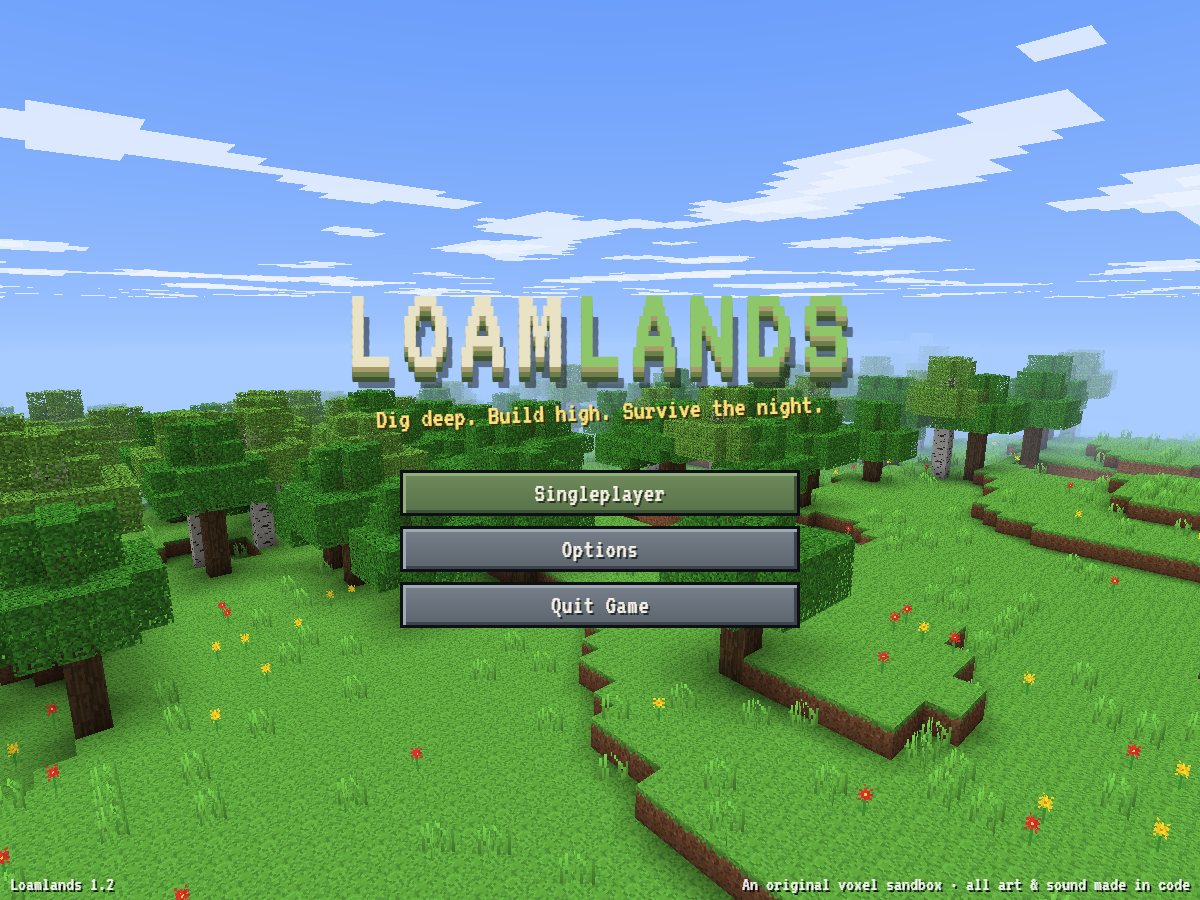 LOAMLANDS
Dig deep. Build high. Survive the night.
Singleplayer
Options
Quit Game
Loamlands 1.2
An original voxel sandbox · all art & sound made in code